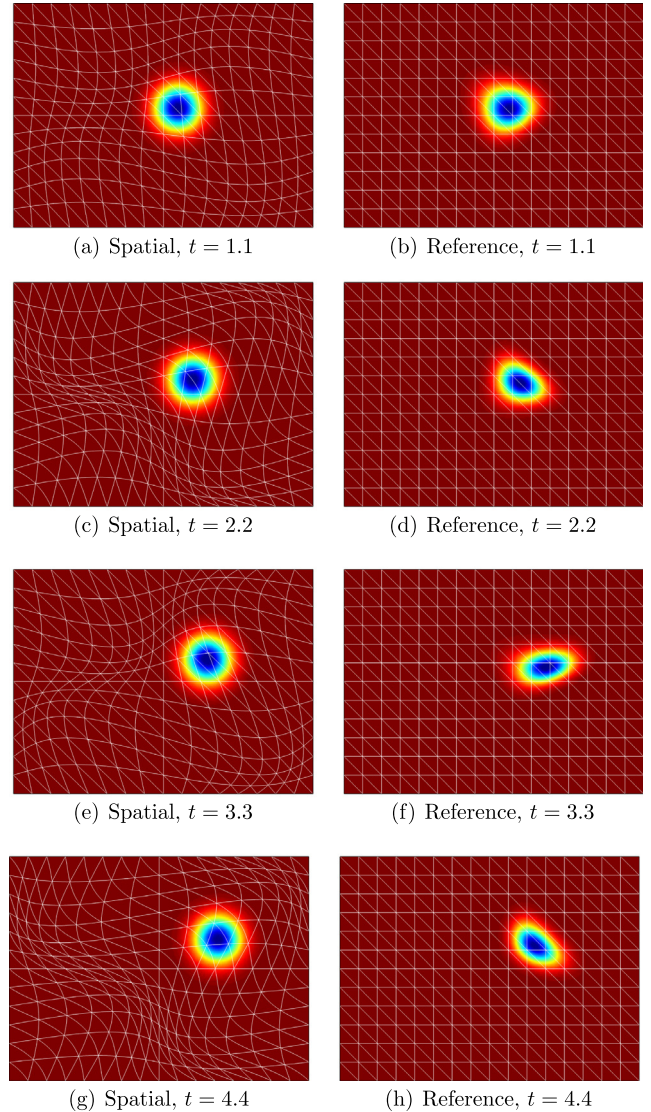 (a) Spatial, t = 1.1
(b) Reference, t = 1.1
(c) Spatial, t = 2.2
(d) Reference, t = 2.2
(e) Spatial, t = 3.3
(f) Reference, t = 3.3
(g) Spatial, t = 4.4
(h) Reference, t = 4.4